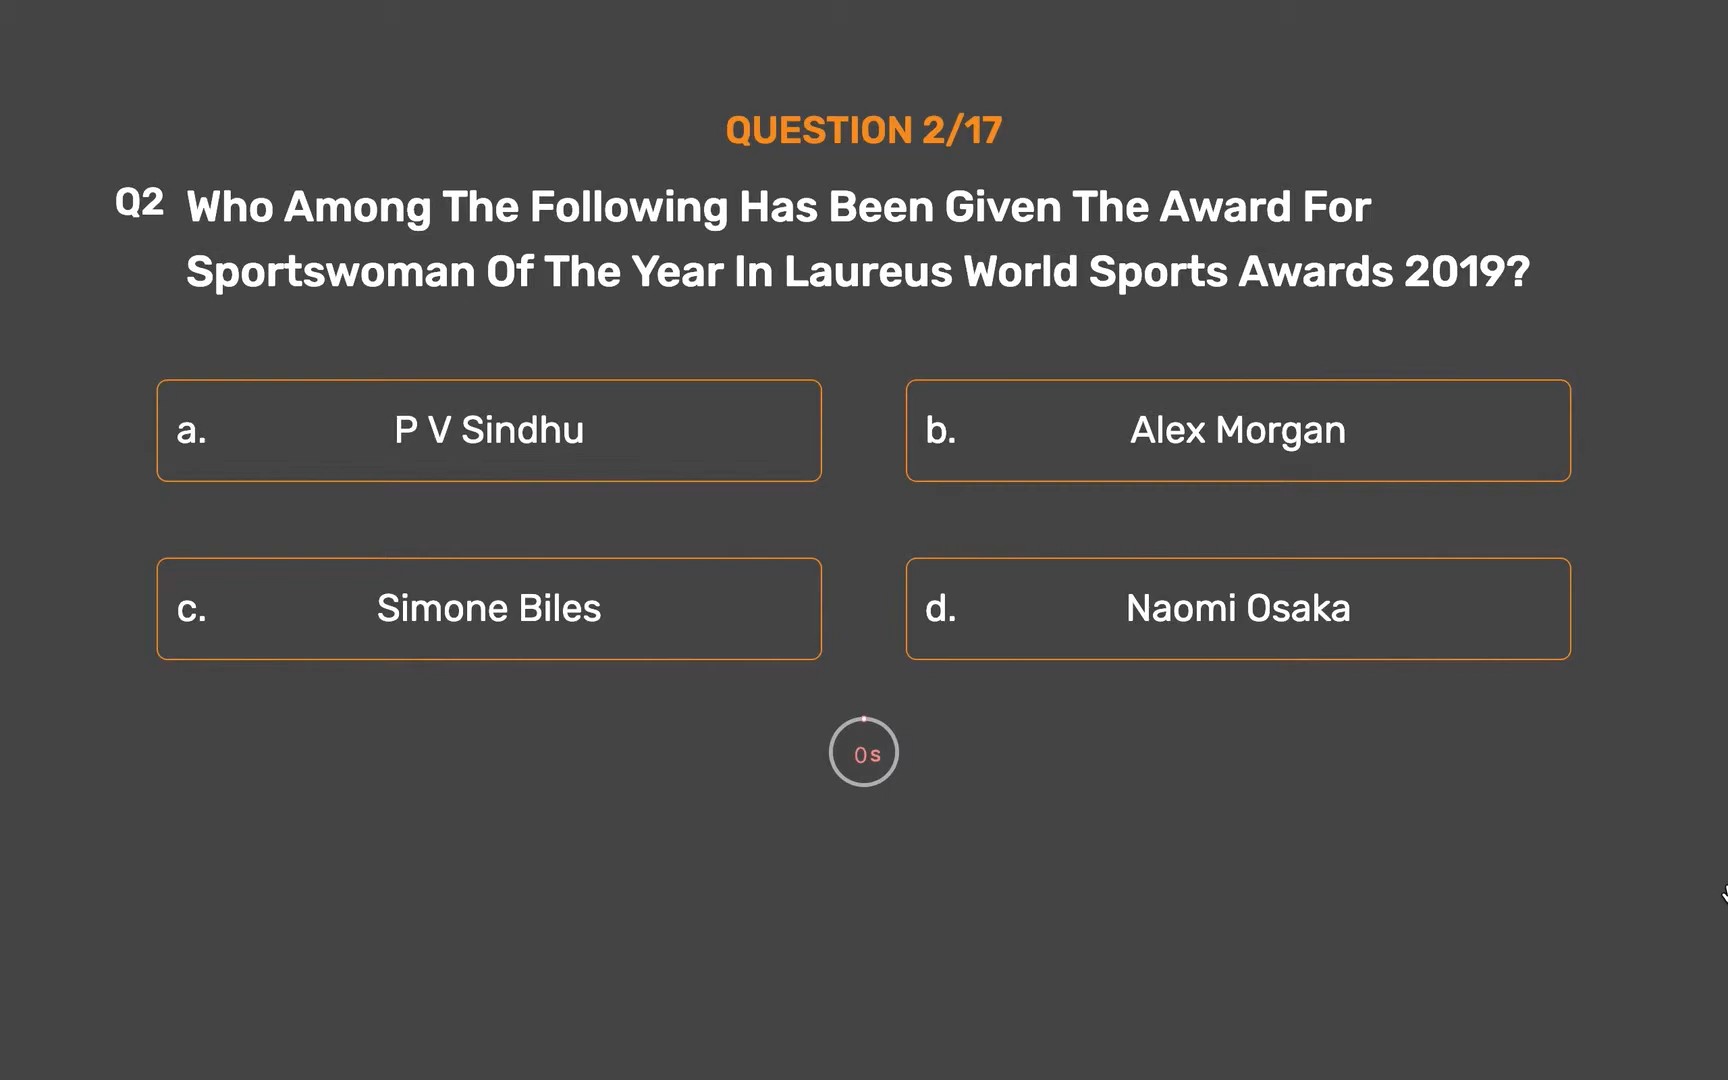 QUESTION 2/17
Q2 Who Among The Following Has Been Given The Award For
Sportswoman Of The Year In Laureus World Sports Awards 2019?
a. P V Sindhu
b. Alex Morgan
c. Simone Biles
d. Naomi Osaka
0s